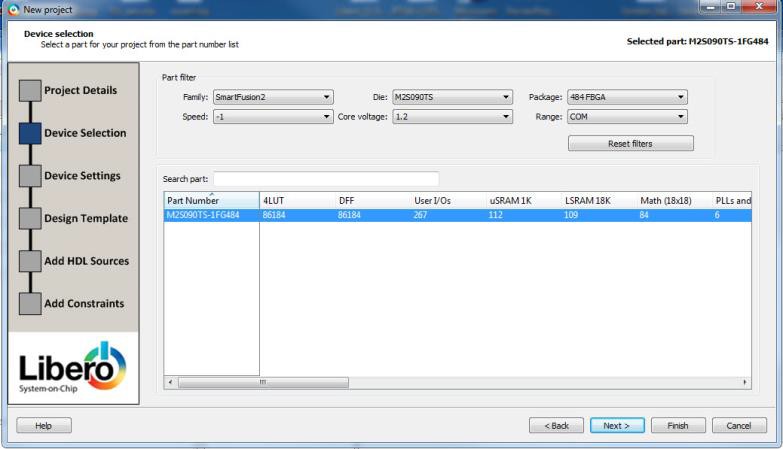 New project
Device selection
Select a part for your project from the part number list
Selected part: M2S090TS-1FG484
Project Details
Device Selection
Device Settings
Design Template
Add HDL Sources
Add Constraints
Libero
System-on-Chip
Part filter
Family: SmartFusion2 Die: M2S090TS Package: 484 FBGA
Speed: -1 Core voltage: 1.2 Range: COM
Reset filters
Search part:
Part Number 4LUT DFF User I/Os uSRAM 1K LSRAM 18K Math (18x18) PLLs and
M2S090TS-1FG484 86184 86184 267 112 109 84 6
Help < Back Next > Finish Cancel